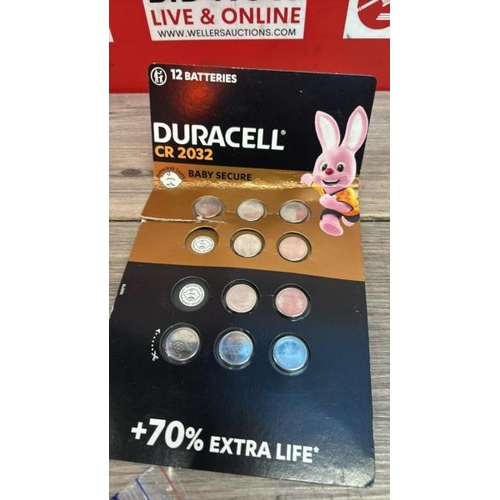 LIVE & ONLINE
WWW.WELLERSAUCTIONS.COM
12 BATTERIES
DURACELL®
CR 2032
BABY SECURE
+70% EXTRA LIFE*